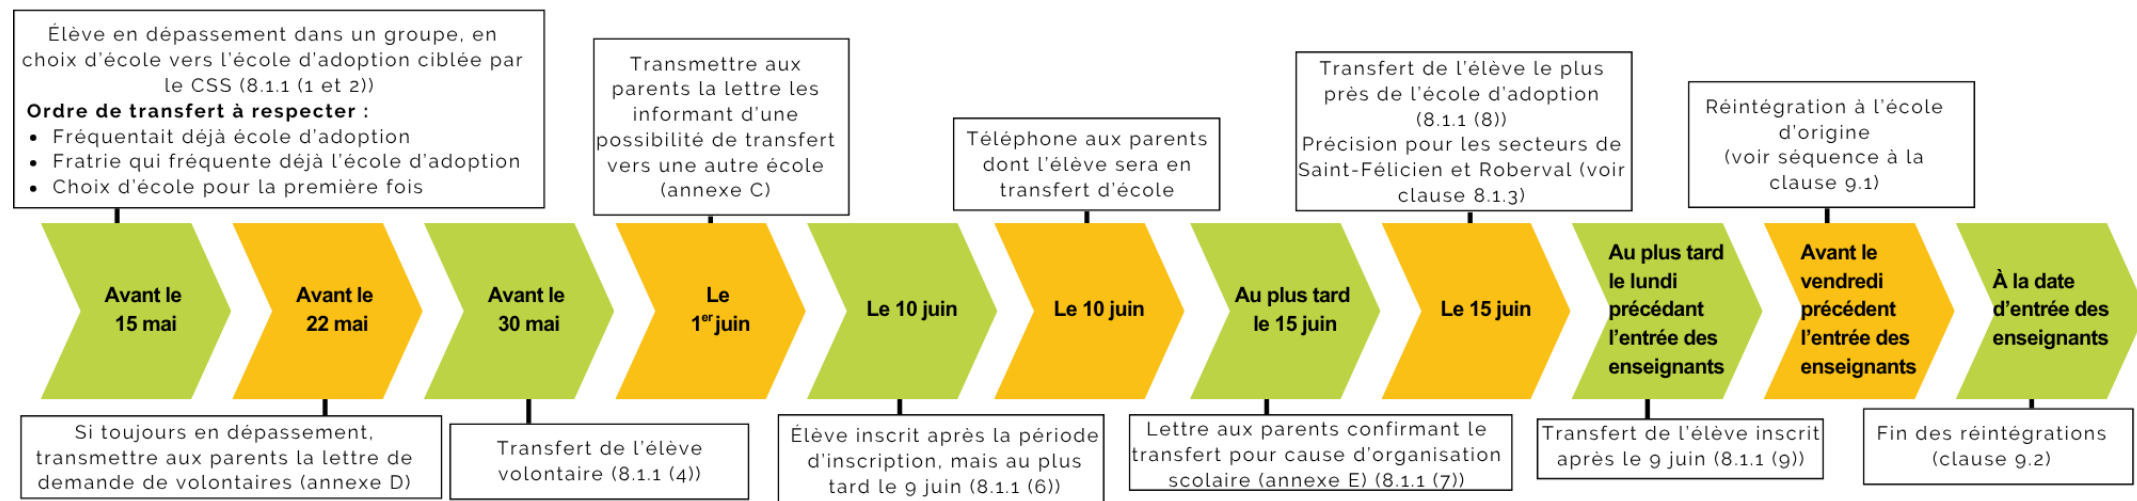 Élève en dépassement dans un groupe, en
choix d'école vers l'école d'adoption ciblée par
le CSS (8.1.1 (1 et 2))
Ordre de transfert à respecter :
• Fréquentait déjà école d'adoption
• Fratrie qui fréquente déjà l'école d'adoption
• Choix d'école pour la première fois
Transmettre aux
parents la lettre les
informant d'une
possibilité de transfert
vers une autre école
(annexe C)
Téléphone aux parents
dont l'élève sera en
transfert d'école
Transfert de l'élève le plus
près de l'école d'adoption
(8.1.1 (8))
Précision pour les secteurs de
Saint-Félicien et Roberval (voir
clause 8.1.3)
Réintégration à l'école
d'origine
(voir séquence à la
clause 9.1)
Avant le
15 mai
Avant le
22 mai
Avant le
30 mai
Le
1er juin
Le 10 juin
Le 10 juin
Au plus tard
le 15 juin
Le 15 juin
Au plus tard
le lundi
précédant
l'entrée des
enseignants
Avant le
vendredi
précédent
l'entrée des
enseignants
À la date
d'entrée des
enseignants
Si toujours en dépassement,
transmettre aux parents la lettre de
demande de volontaires (annexe D)
Transfert de l'élève
volontaire (8.1.1 (4))
Élève inscrit après la période
d'inscription, mais au plus
tard le 9 juin (8.1.1 (6))
Lettre aux parents confirmant le
transfert pour cause d'organisation
scolaire (annexe E) (8.1.1 (7))
Transfert de l'élève inscrit
après le 9 juin (8.1.1 (9))
Fin des réintégrations
(clause 9.2)